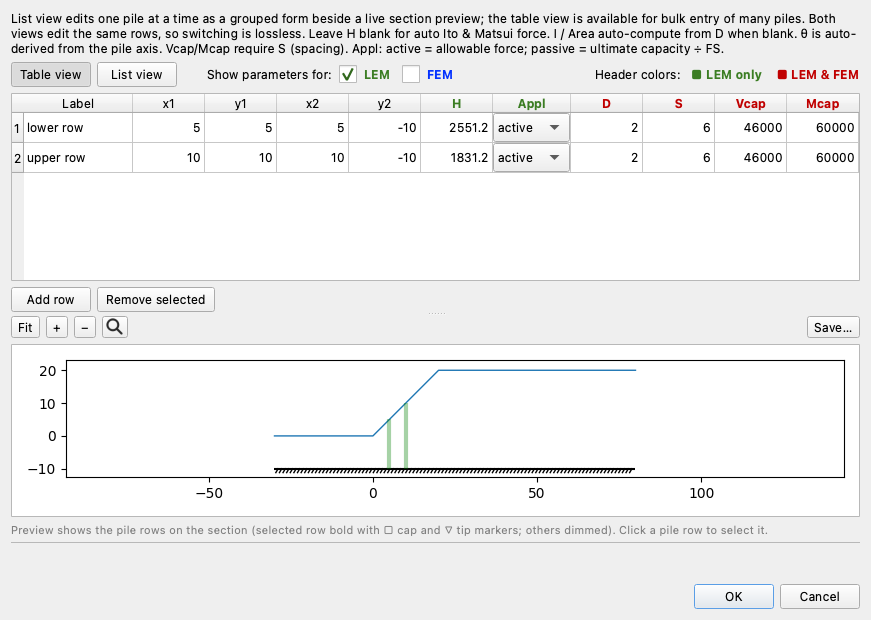 List view edits one pile at a time as a grouped form beside a live section preview; the table view is available for bulk entry of many piles. Both
views edit the same rows, so switching is lossless. Leave H blank for auto Ito & Matsui force. I / Area auto-compute from D when blank. θ is auto-
derived from the pile axis. Vcap/Mcap require S (spacing). Appl: active = allowable force; passive = ultimate capacity ÷ FS.
Table view List view Show parameters for: LEM FEM Header colors: LEM only LEM & FEM
Label x1 y1 x2 y2 H Appl D S Vcap Mcap
1 lower row 5 5 5 -10 2551.2 active 2 6 46000 60000
2 upper row 10 10 10 -10 1831.2 active 2 6 46000 60000
Add row Remove selected
Fit + − Save...
20
10
0
−10
−50 0 50 100
Preview shows the pile rows on the section (selected row bold with ☐ cap and ∇ tip markers; others dimmed). Click a pile row to select it.
OK Cancel